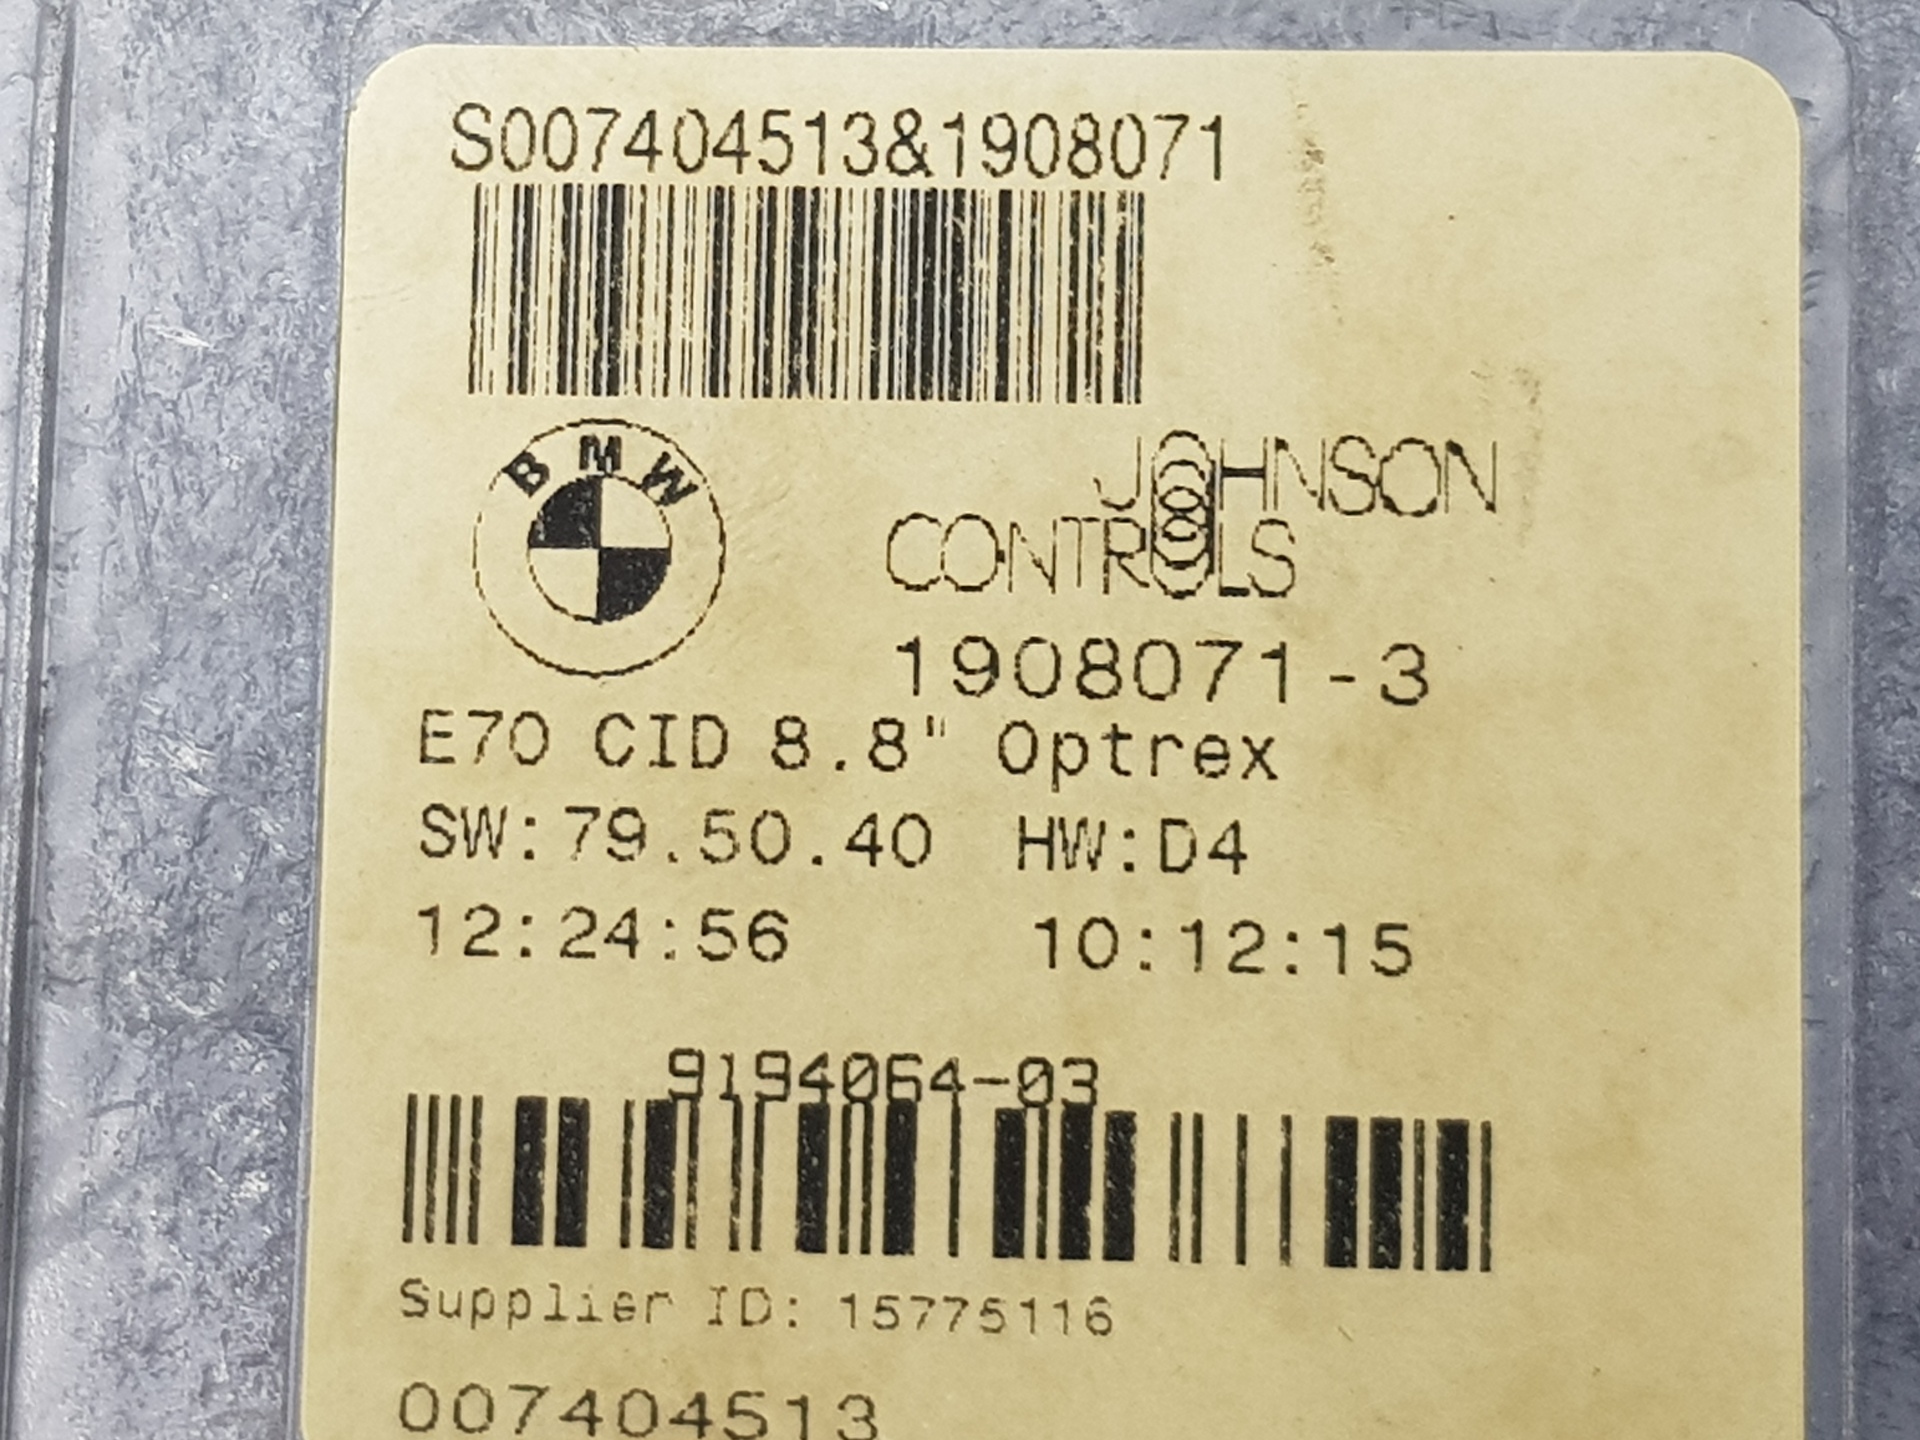 S007404513&1908071
BMW
JOHNSON
CONTROLS
1908071-3
E70 CID 8.8" Optrex
SW:79.50.40 HW:D4
12:24:56 10:12:15
9194064-03
Supplier ID: 15775116
007404513